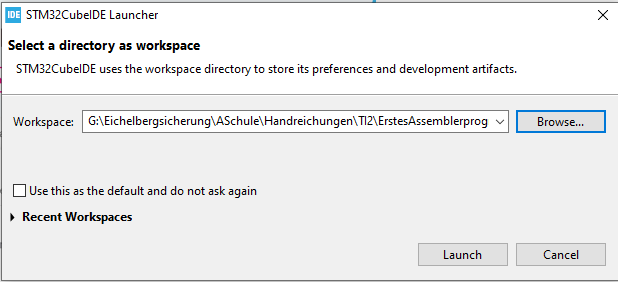 IDE STM32CubeIDE Launcher
Select a directory as workspace
STM32CubeIDE uses the workspace directory to store its preferences and development artifacts.
Workspace: G:\Eichelbergsicherung\ASchule\Handreichungen\TI2\ErstesAssemblerprog Browse...
Use this as the default and do not ask again
Recent Workspaces
Launch Cancel